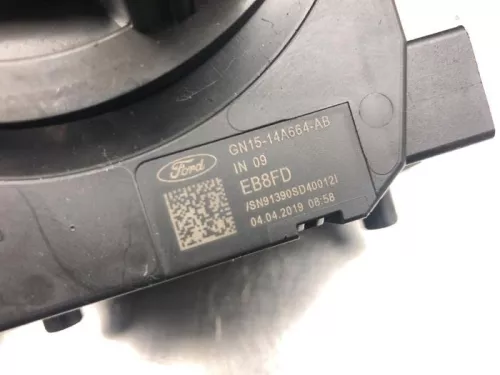 Ford
GN15-14A664-AB
IN 09
EB8FD
/SN91390SD40012I
04.04.2019 08:58